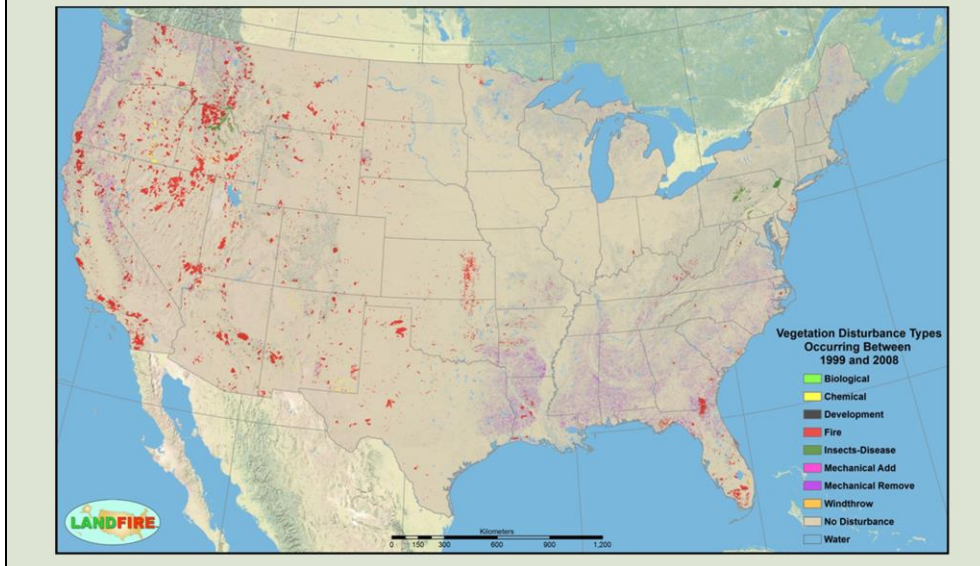 Vegetation Disturbance Types
Occurring Between
1999 and 2008
Biological
Chemical
Development
Fire
Insects-Disease
Mechanical Add
Mechanical Remove
Windthrow
No Disturbance
Water
LANDFIRE
Kilometers
0 150 300 600 900 1,200